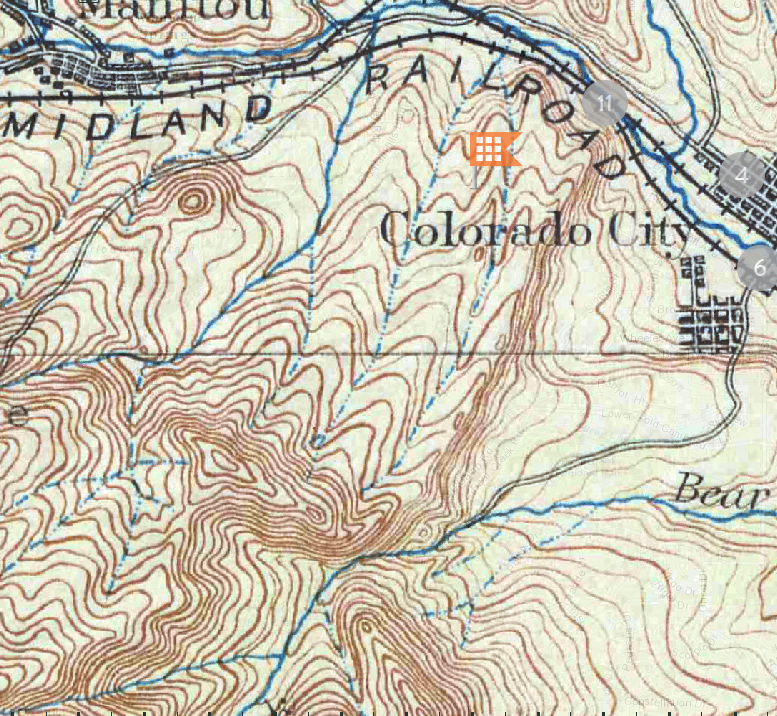 Manitou
MIDLAND RAILROAD
11
4
Colorado City
6
e
Bear